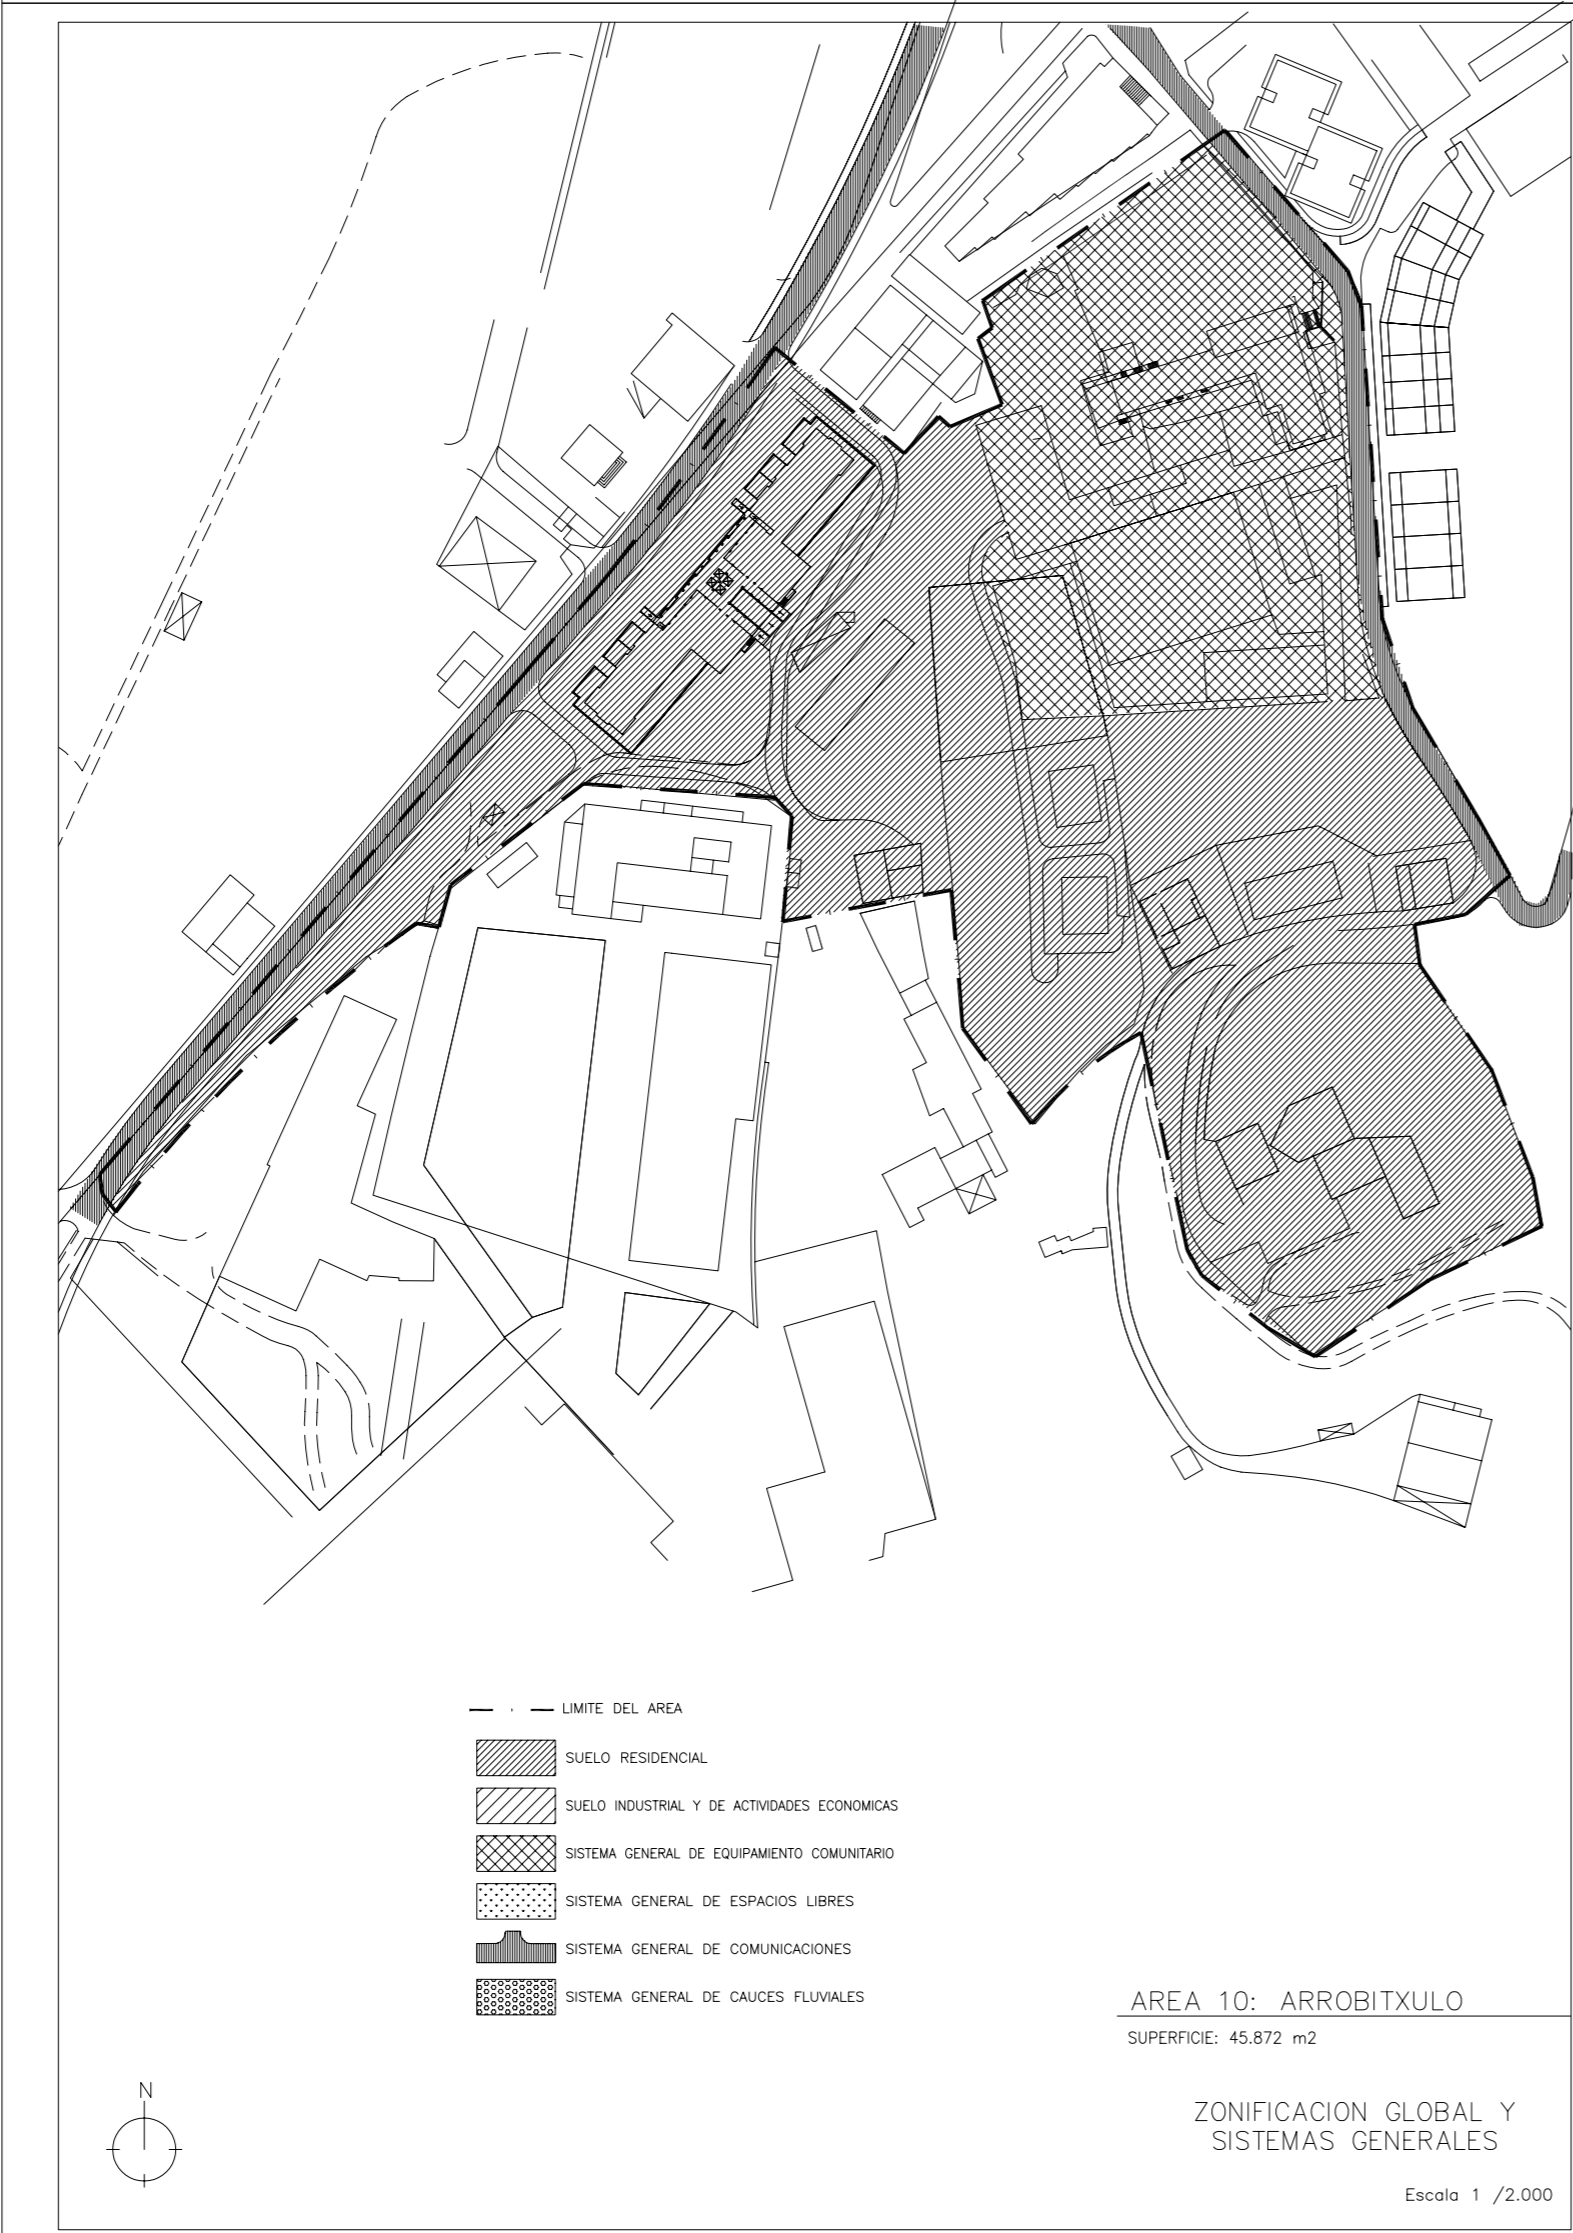 LIMITE DEL AREA
SUELO RESIDENCIAL
SUELO INDUSTRIAL Y DE ACTIVIDADES ECONOMICAS
SISTEMA GENERAL DE EQUIPAMIENTO COMUNITARIO
SISTEMA GENERAL DE ESPACIOS LIBRES
SISTEMA GENERAL DE COMUNICACIONES
SISTEMA GENERAL DE CAUCES FLUVIALES
AREA 10: ARROBITXULO
SUPERFICIE: 45.872 m2
N
ZONIFICACION GLOBAL Y
SISTEMAS GENERALES
Escala 1 /2.000